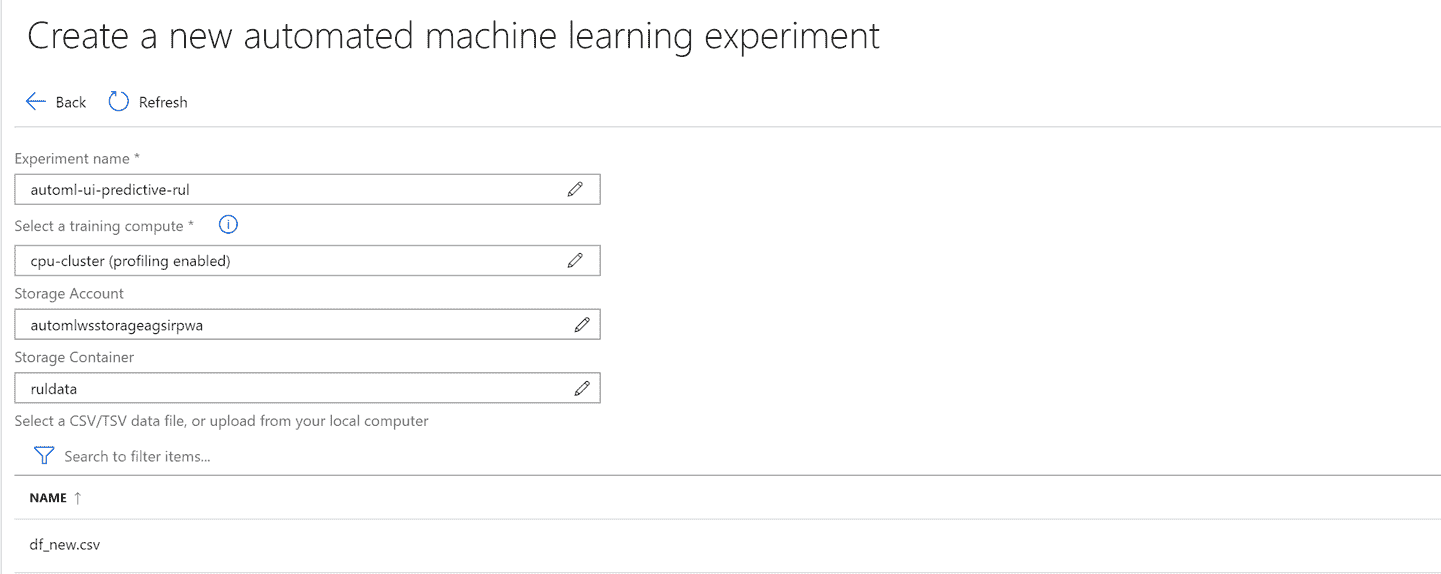 Create a new automated machine learning experiment
Back Refresh
Experiment name *
automl-ui-predictive-rul
Select a training compute *
cpu-cluster (profiling enabled)
Storage Account
automlwsstorageagsirpwa
Storage Container
ruldata
Select a CSV/TSV data file, or upload from your local computer
Search to filter items...
NAME ↑
df_new.csv